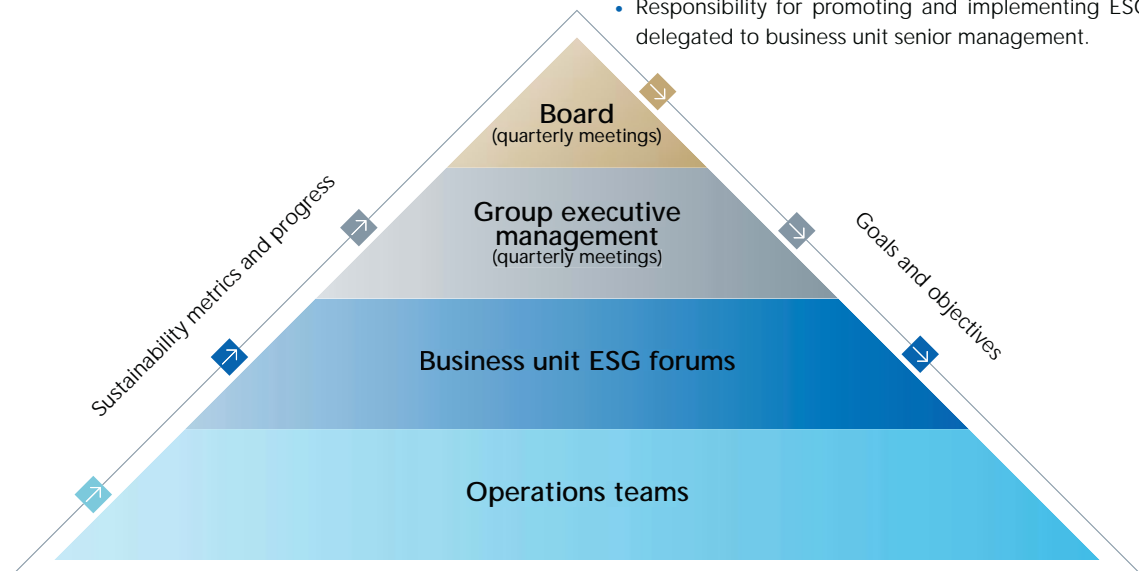 • Responsibility for promoting and implementing ESG
delegated to business unit senior management.
Board
(quarterly meetings)
Group executive
management
(quarterly meetings)
Sustainability metrics and progress
Goals and objectives
Business unit ESG forums
Operations teams